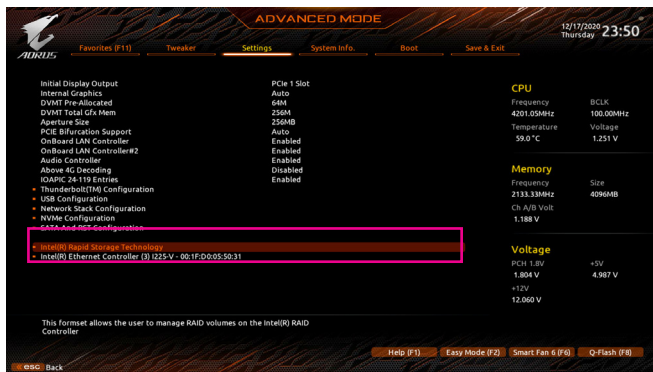 ADVANCED MODE
12/17/2020
Thursday 23:50
AORUS
Favorites (F11) Tweaker Settings System Info. Boot Save & Exit
Initial Display Output PCIe 1 Slot
Internal Graphics Auto
DVMT Pre-Allocated 64M
DVMT Total Gfx Mem 256M
Aperture Size 256MB
PCIE Bifurcation Support Auto
OnBoard LAN Controller Enabled
OnBoard LAN Controller#2 Enabled
Audio Controller Enabled
Above 4G Decoding Disabled
IOAPIC 24-119 Entries Enabled
Thunderbolt(TM) Configuration
USB Configuration
Network Stack Configuration
NVMe Configuration
SATA And RST Configuration
Intel(R) Rapid Storage Technology
Intel(R) Ethernet Controller (3) I225-V - 00:1F:D0:05:50:31
CPU
Frequency BCLK
4201.05MHz 100.00MHz
Temperature Voltage
59.0 °C 1.251 V
Memory
Frequency Size
2133.33MHz 4096MB
Ch A/B Volt
1.188 V
Voltage
PCH 1.8V +5V
1.804 V 4.987 V
+12V
12.060 V
This formset allows the user to manage RAID volumes on the Intel(R) RAID
Controller
Help (F1) Easy Mode (F2) Smart Fan 6 (F6) Q-Flash (F8)
esc Back